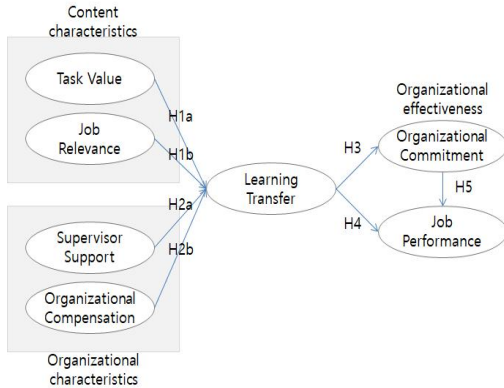 Content
characteristics
Task Value
H1a
Job
Relevance
H1b
H2a
Supervisor
Support
H2b
Organizational
Compensation
Organizational
characteristics
Learning
Transfer
H3
H4
Organizational
effectiveness
Organizational
Commitment
H5
Job
Performance